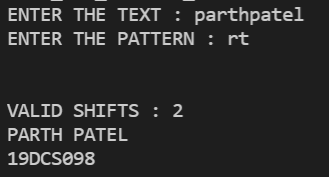 ENTER THE TEXT : parthpatel
ENTER THE PATTERN : rt
VALID SHIFTS : 2
PARTH PATEL
19DCS098